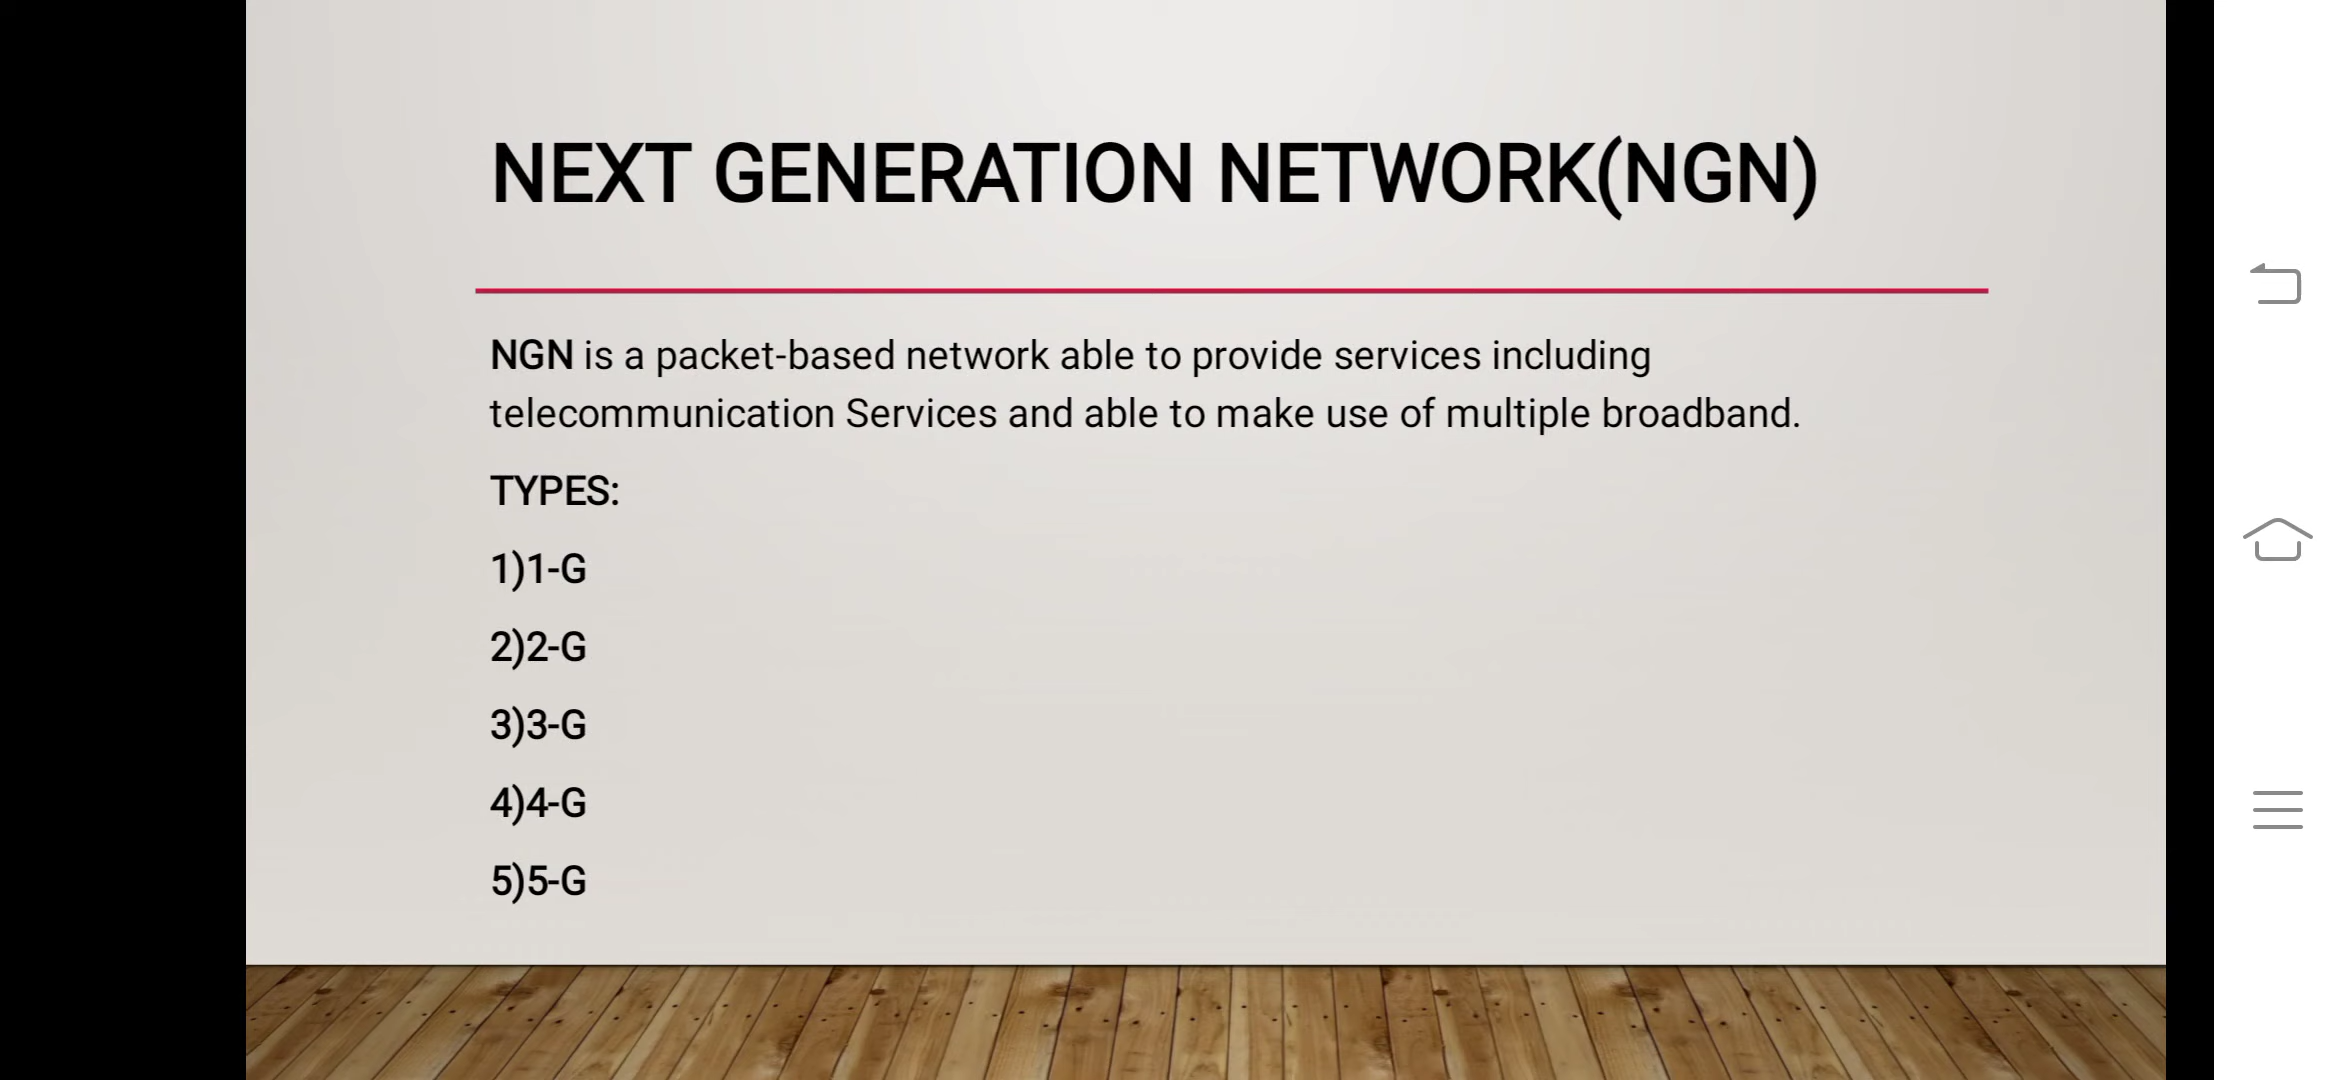 NEXT GENERATION NETWORK(NGN)
NGN is a packet-based network able to provide services including
telecommunication Services and able to make use of multiple broadband.
TYPES:
1)1-G
2)2-G
3)3-G
4)4-G
5)5-G